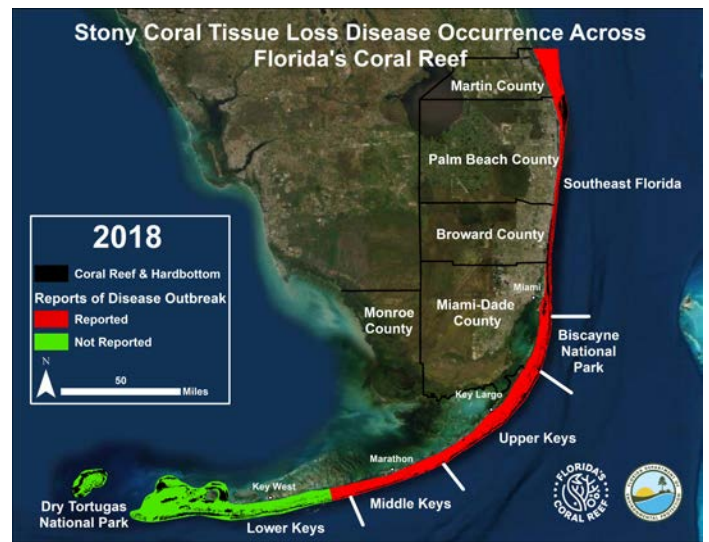 Stony Coral Tissue Loss Disease Occurrence Across
Florida's Coral Reef
Martin County
Palm Beach County
Southeast Florida
Broward County
2018
Coral Reef & Hardbottom
Reports of Disease Outbreak
Reported
Not Reported
N
50
Miles
Miami
Monroe
County
Miami-Dade
County
Biscayne
National
Park
Key Largo
Upper Keys
Marathon
Middle Keys
Key West
Lower Keys
Dry Tortugas
National Park
FLORIDA'S
CORAL REEF